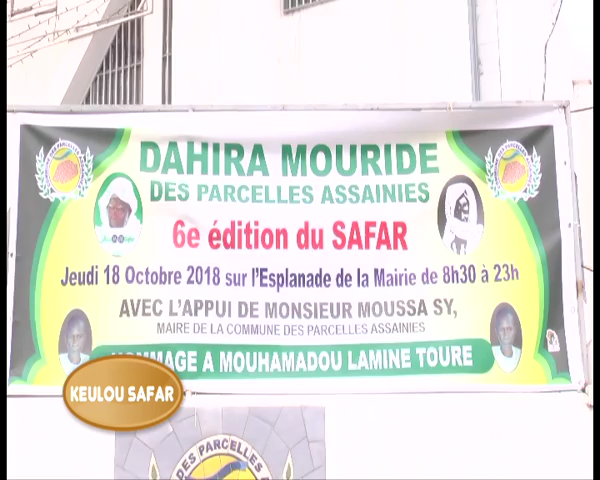 DAHIRA MOURIDE
DES PARCELLES ASSAINIES
6e édition du SAFAR
Jeudi 18 Octobre 2018 sur l'Esplanade de la Mairie de 8h30 à 23h
AVEC L'APPUI DE MONSIEUR MOUSSA SY,
MAIRE DE LA COMMUNE DES PARCELLES ASSAINIES
HOMMAGE A MOUHAMADOU LAMINE TOURE
KEULOU SAFAR
DES PARCELLES